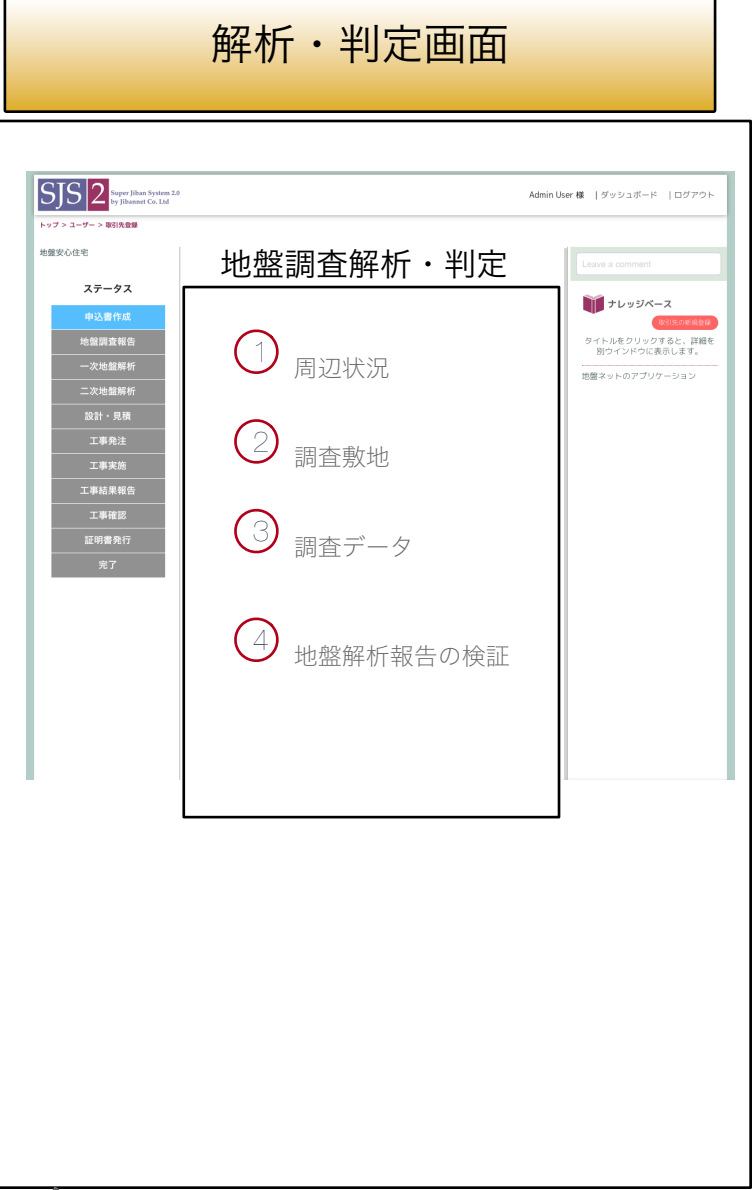 解析・判定画面
SJS 2 Super Jiban System 2.0
by Jibannet Co. Ltd
Admin User 様 | ダッシュボード | ログアウト
トップ > ユーザー > 取引先登録
地盤安心住宅
ステータス
申込書作成
地盤調査報告
一次地盤解析
二次地盤解析
設計・見積
工事発注
工事実施
工事結果報告
工事確認
証明書発行
完了
地盤調査解析・判定
1 周辺状況
2 調査敷地
3 調査データ
4 地盤解析報告の検証
Leave a comment
ナレッジベース
取引先の新規登録
タイトルをクリックすると、詳細を
別ウインドウに表示します。
地盤ネットのアプリケーション